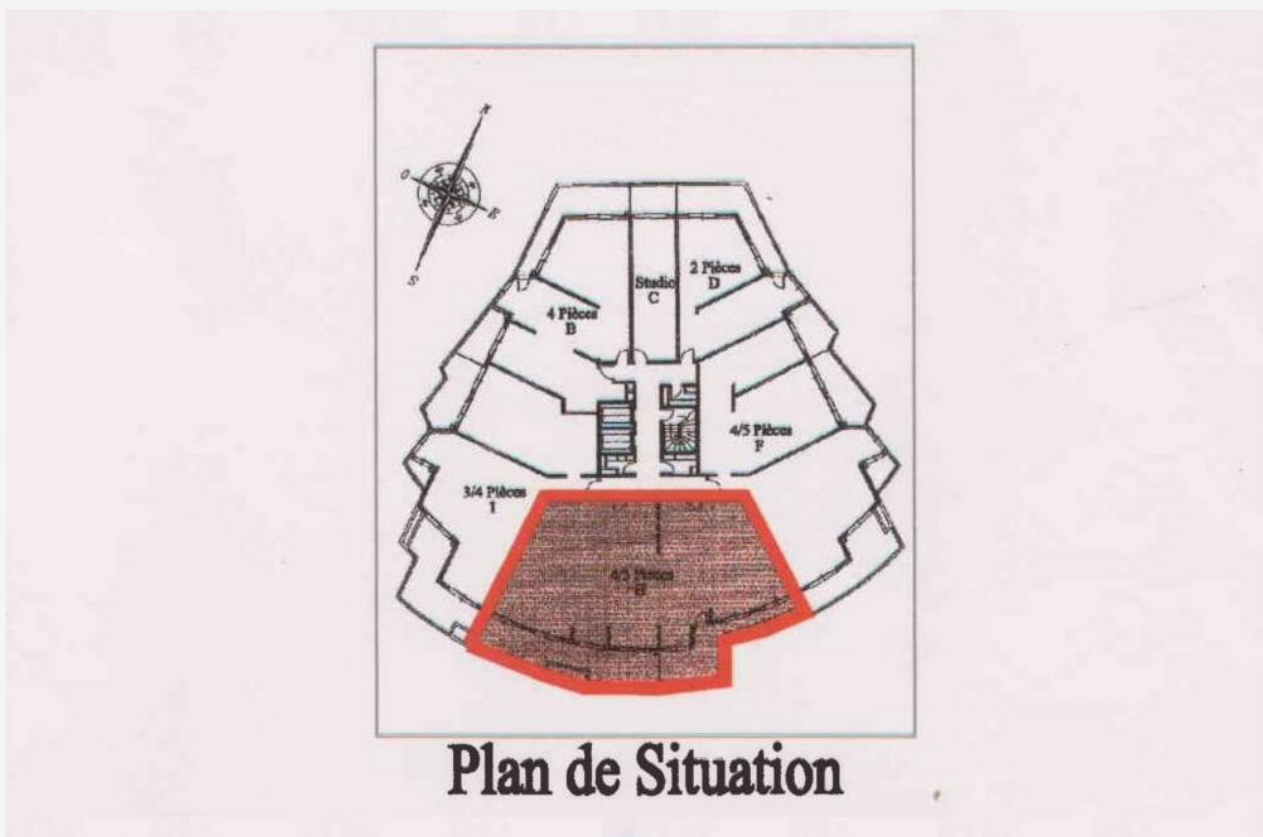 N
O
E
S
Studio
C
2 Pièces
D
4 Pièces
B
4/5 Pièces
F
3/4 Pièces
1
4/5 Pièces
H
Plan de Situation